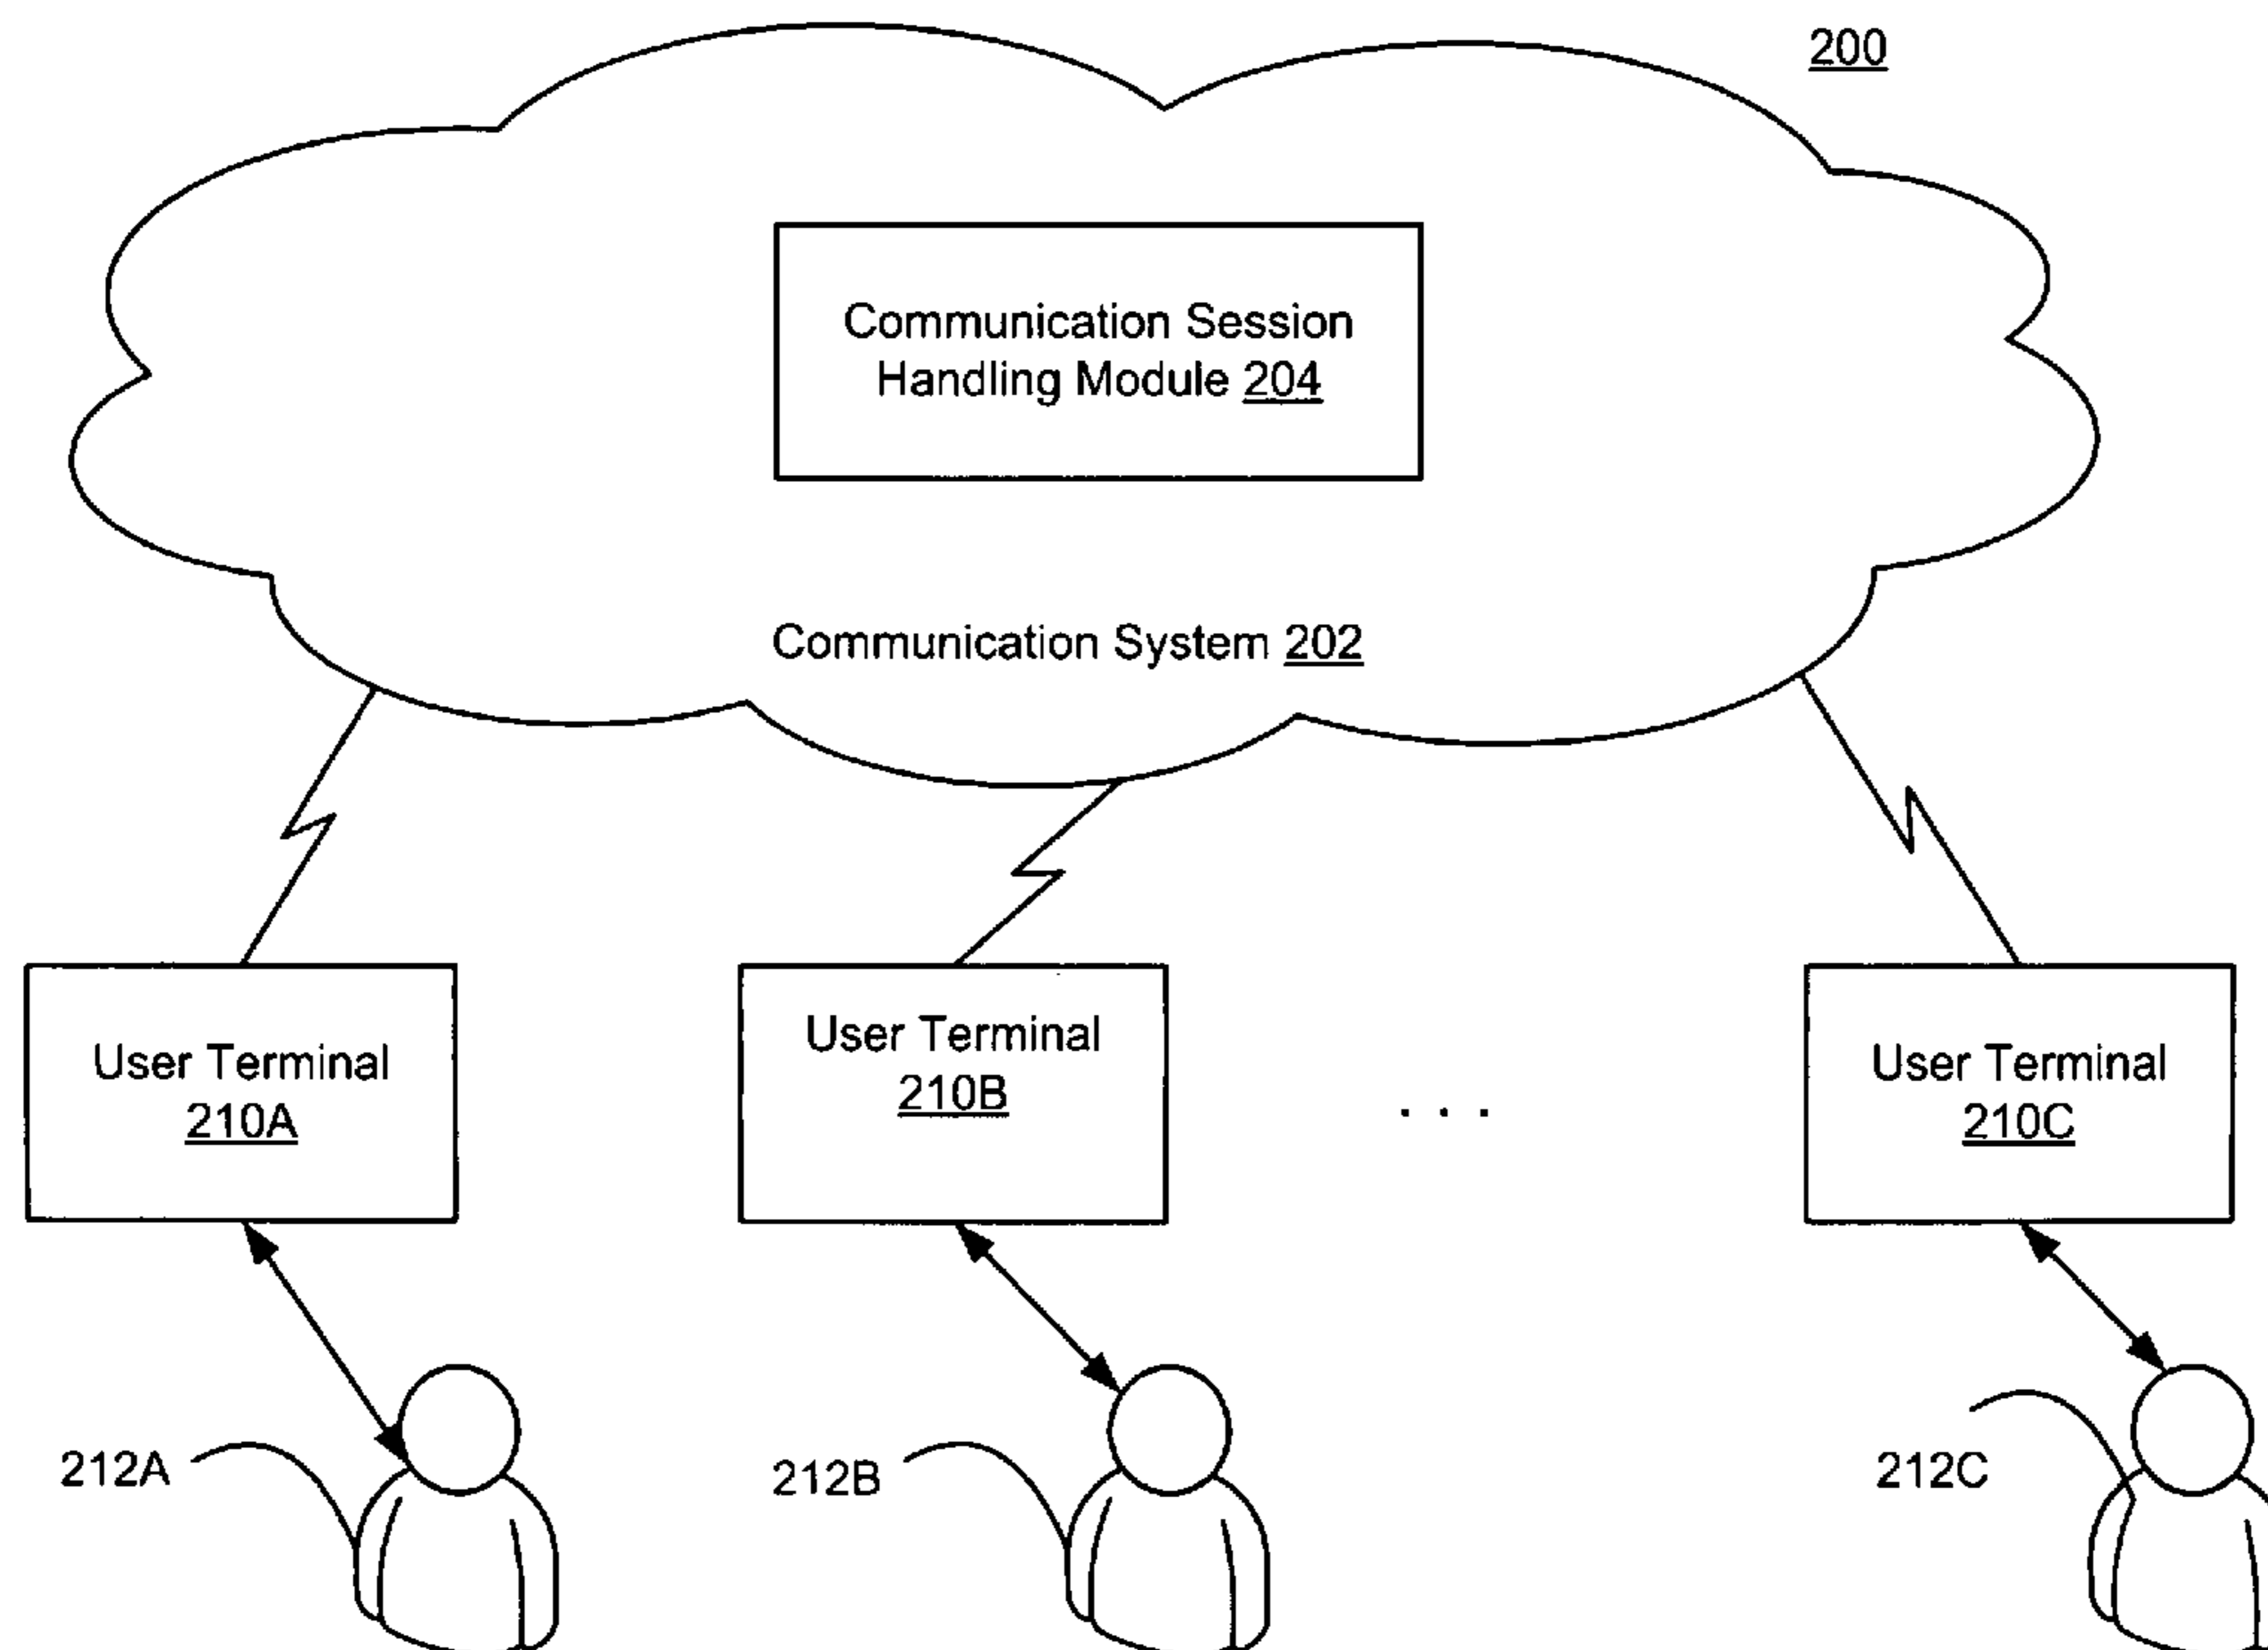 200
Communication Session
Handling Module 204
Communication System 202
User Terminal
210A
User Terminal
210B
. . .
User Terminal
210C
212A
212B
212C